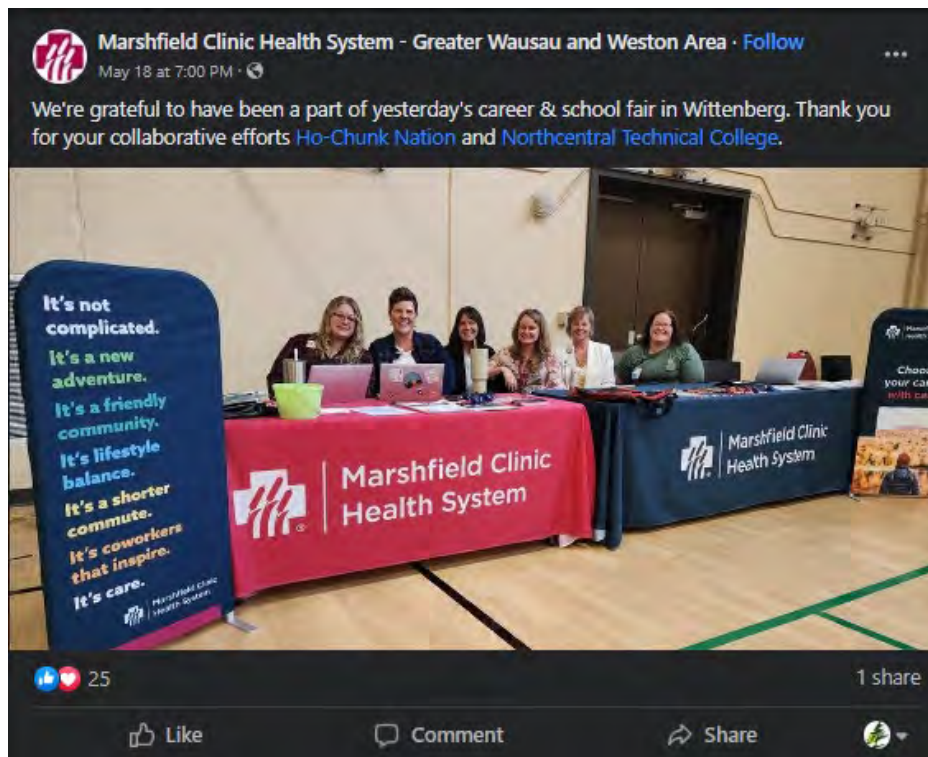 Marshfield Clinic Health System - Greater Wausau and Weston Area · Follow
May 18 at 7:00 PM ·
We're grateful to have been a part of yesterday's career & school fair in Wittenberg. Thank you
for your collaborative efforts Ho-Chunk Nation and Northcentral Technical College.
It's not
complicated.
It's a new
adventure.
It's a friendly
community.
It's lifestyle
balance.
It's a shorter
commute.
It's coworkers
that inspire.
It's care.
Marshfield Clinic
Health System
Marshfield Clinic
Health System
®
Marshfield Clinic
Health System
your
with
25
1 share
Like
Comment
Share